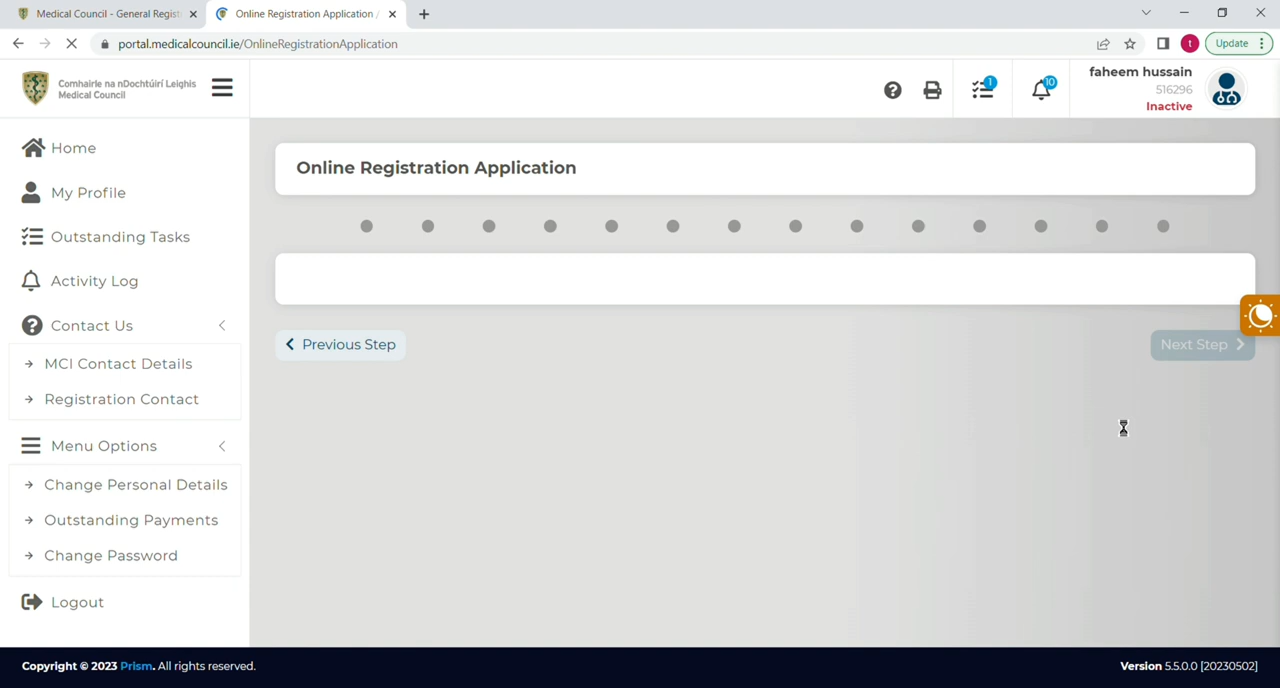 Medical Council - General Regist
Online Registration Application /
portal.medicalcouncil.ie/OnlineRegistrationApplication
t
Update
Comhairle na nDochtúirí Leighis
Medical Council
1
10
faheem hussain
516296
Inactive
Home
My Profile
Outstanding Tasks
Activity Log
Contact Us
MCI Contact Details
Registration Contact
Menu Options
Change Personal Details
Outstanding Payments
Change Password
Logout
Online Registration Application
Previous Step
Next Step
Copyright © 2023 Prism. All rights reserved.
Version 5.5.0.0 [20230502]